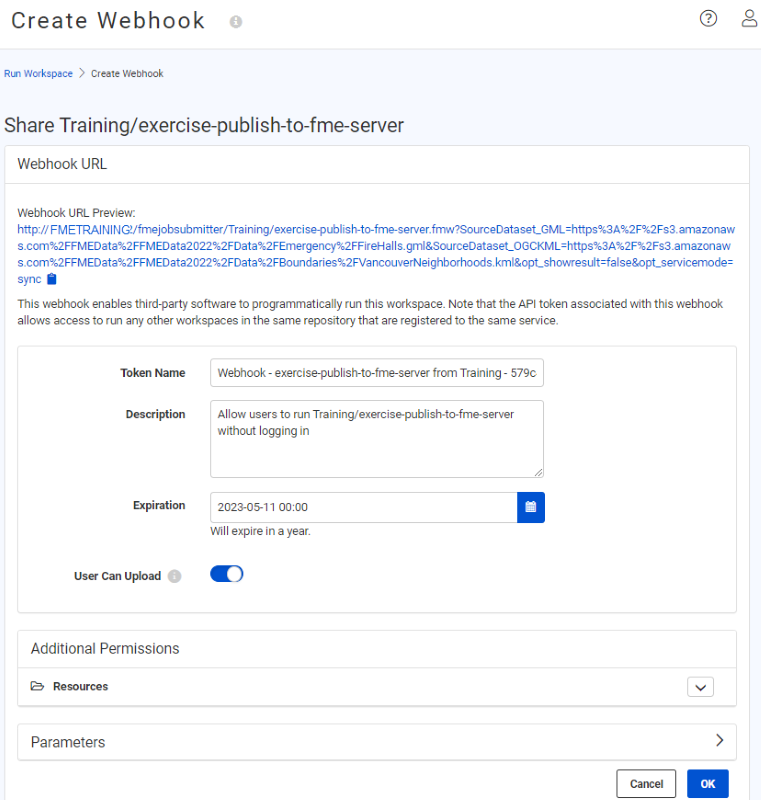 Create Webhook
Run Workspace > Create Webhook
Share Training/exercise-publish-to-fme-server
Webhook URL
Webhook URL Preview:
http://FMETRAINING!/fmejobsubmitter/Training/exercise-publish-to-fme-server.fmw?SourceDataset_GML=https%3A%2F%2Fs3.amazonaw
s.com%2FFMEData%2FFMEData2022%2FData%2FEmergency%2FFireHalls.gml&SourceDataset_OGCKML=https%3A%2F%2Fs3.amazonaw
s.com%2FFMEData%2FFMEData2022%2FData%2FBoundaries%2FVancouverNeighborhoods.kml&opt_showresult=false&opt_servicemode=
sync
This webhook enables third-party software to programmatically run this workspace. Note that the API token associated with this webhook
allows access to run any other workspaces in the same repository that are registered to the same service.
Token Name
Webhook - exercise-publish-to-fme-server from Training - 579c
Description
Allow users to run Training/exercise-publish-to-fme-server
without logging in
Expiration
2023-05-11 00:00
Will expire in a year.
User Can Upload
Additional Permissions
Resources
Parameters
Cancel
OK